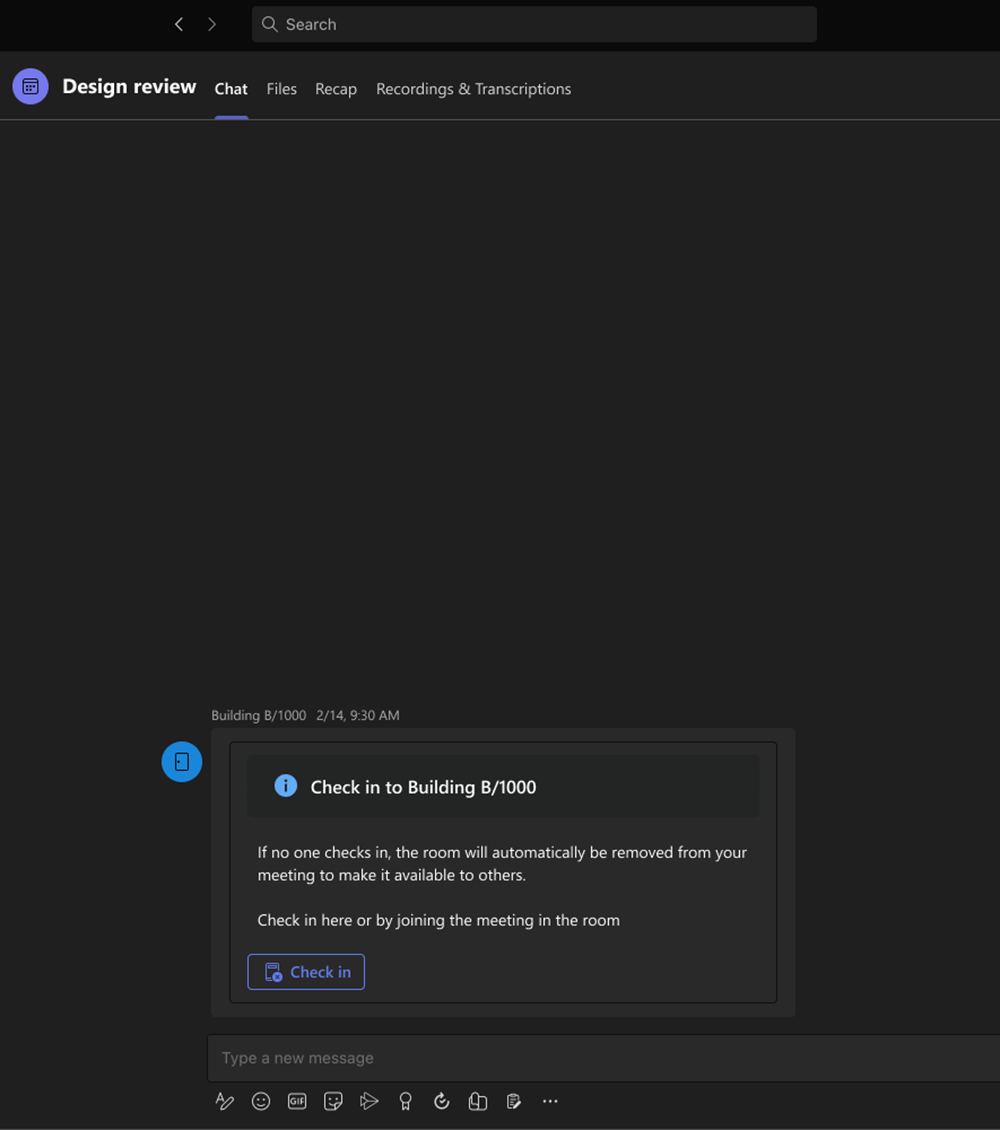 Search
Design review
Chat Files Recap Recordings & Transcriptions
Building B/1000 2/14, 9:30 AM
Check in to Building B/1000
If no one checks in, the room will automatically be removed from your
meeting to make it available to others.
Check in here or by joining the meeting in the room
Check in
Type a new message
GIF